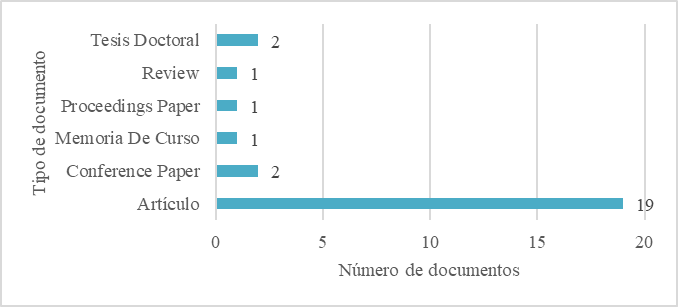 Tipo de documento
Tesis Doctoral 2
Review 1
Proceedings Paper 1
Memoria De Curso 1
Conference Paper 2
Artículo 19
0 5 10 15 20
Número de documentos